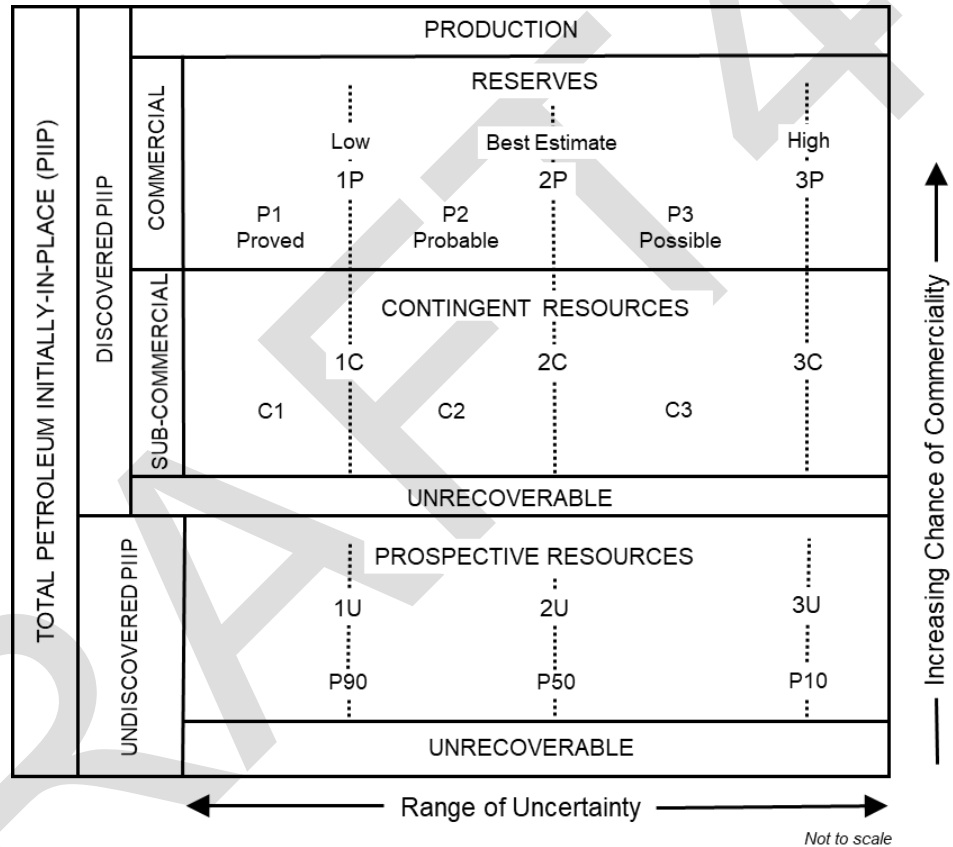 TOTAL PETROLEUM INITIALLY-IN-PLACE (PIIP)
DISCOVERED PIIP
COMMERCIAL
PRODUCTION
RESERVES
Low Best Estimate High
1P 2P 3P
P1 P2 P3
Proved Probable Possible
SUB-COMMERCIAL
CONTINGENT RESOURCES
1C 2C 3C
C1 C2 C3
UNRECOVERABLE
UNDISCOVERED PIIP
PROSPECTIVE RESOURCES
1U 2U 3U
P90 P50 P10
UNRECOVERABLE
Increasing Chance of Commerciality
Range of Uncertainty
Not to scale
RAFT4